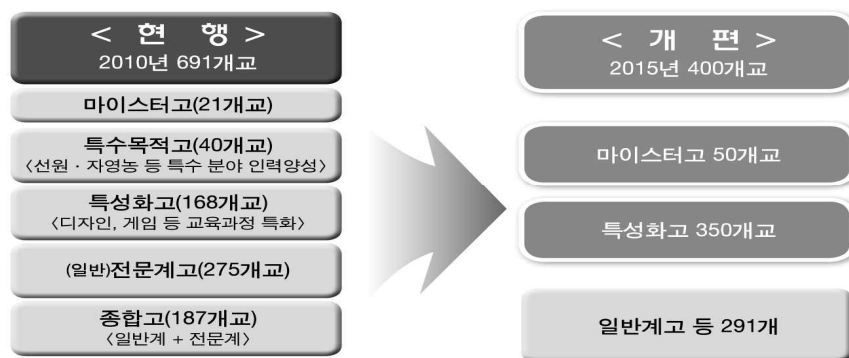 < 현 행 >
2010년 691개교
마이스터고(21개교)
특수목적고(40개교)
〈선원 · 자영농 등 특수 분야 인력양성〉
특성화고(168개교)
〈디자인, 게임 등 교육과정 특화〉
(일반)전문계고(275개교)
종합고(187개교)
〈일반계 + 전문계〉
< 개 편 >
2015년 400개교
마이스터고 50개교
특성화고 350개교
일반계고 등 291개